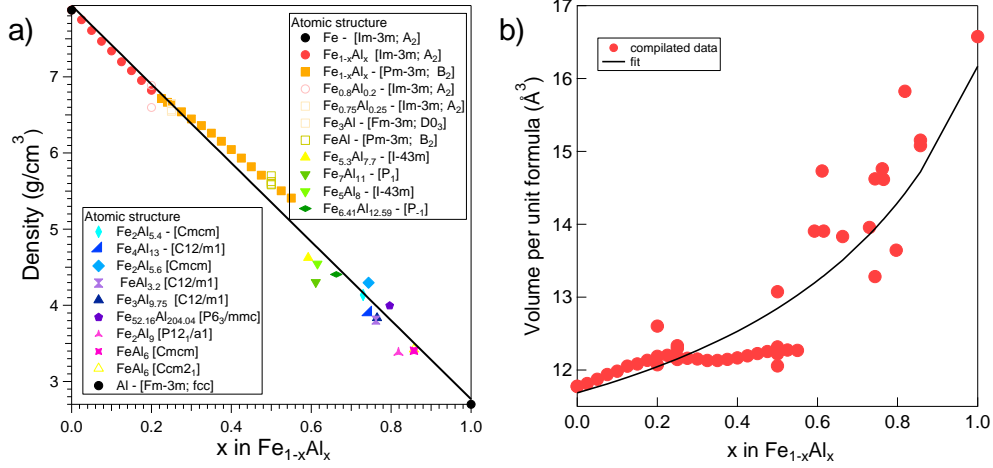 a)
Density (g/cm3)
8
7
6
5
4
3
0.0 0.2 0.4 0.6 0.8 1.0
x in Fe1-xAlx
Atomic structure
Fe - [Im-3m; A2]
Fe1-xAlx [Im-3m; A2]
Fe1-xAlx - [Pm-3m; B2]
Fe0.8Al0.2 - [Im-3m; A2]
Fe0.75Al0.25 - [Im-3m; A2]
Fe3Al - [Fm-3m; D03]
FeAl - [Pm-3m; B2]
Fe5.3Al7.7 - [I-43m]
Fe7Al11 - [P1]
Fe5Al8 - [I-43m]
Fe6.41Al12.59 - [P-1]
Atomic structure
Fe2Al5.4 - [Cmcm]
Fe4Al13 - [C12/m1]
Fe2Al5.6 [Cmcm]
FeAl3.2 [C12/m1]
Fe3Al9.75 [C12/m1]
Fe52.16Al204.04 [P63/mmc]
Fe2Al9 [P121/a1]
FeAl6 [Cmcm]
FeAl6 [Ccm21]
Al - [Fm-3m; fcc]
b)
Volume per unit formula (Å3)
17
16
15
14
13
12
0.0 0.2 0.4 0.6 0.8 1.0
x in Fe1-xAlx
compilated data
fit